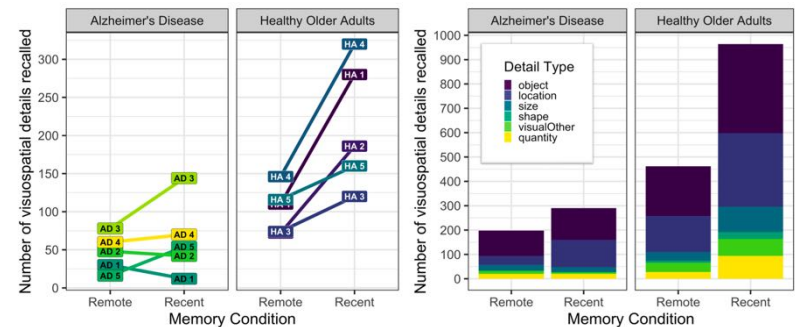 Alzheimer's Disease
Healthy Older Adults
Number of visuospatial details recalled
300
250
200
150
100
50
0
AD 3
AD 4
AD 2
AD 1
AD 5
AD 3
AD 4
AD 5
AD 2
AD 1
HA 4
HA 5
HA 3
HA 4
HA 1
HA 2
HA 5
HA 3
Remote
Recent
Remote
Recent
Memory Condition
Alzheimer's Disease
Healthy Older Adults
Number of visuospatial details recalled
1000
900
800
700
600
500
400
300
200
100
0
Detail Type
object
location
size
shape
visualOther
quantity
Remote
Recent
Remote
Recent
Memory Condition